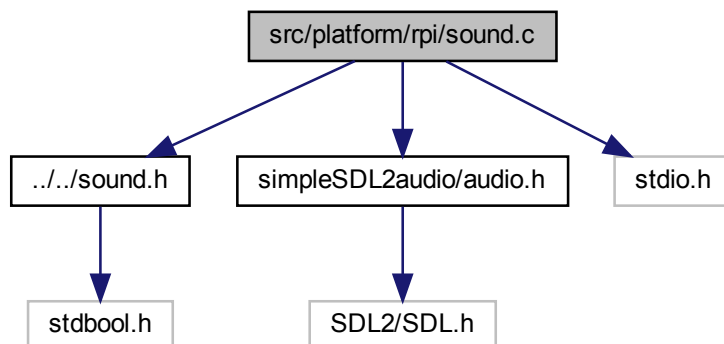 src/platform/rpi/sound.c
../../sound.h
simpleSDL2audio/audio.h
stdio.h
stdbool.h
SDL2/SDL.h